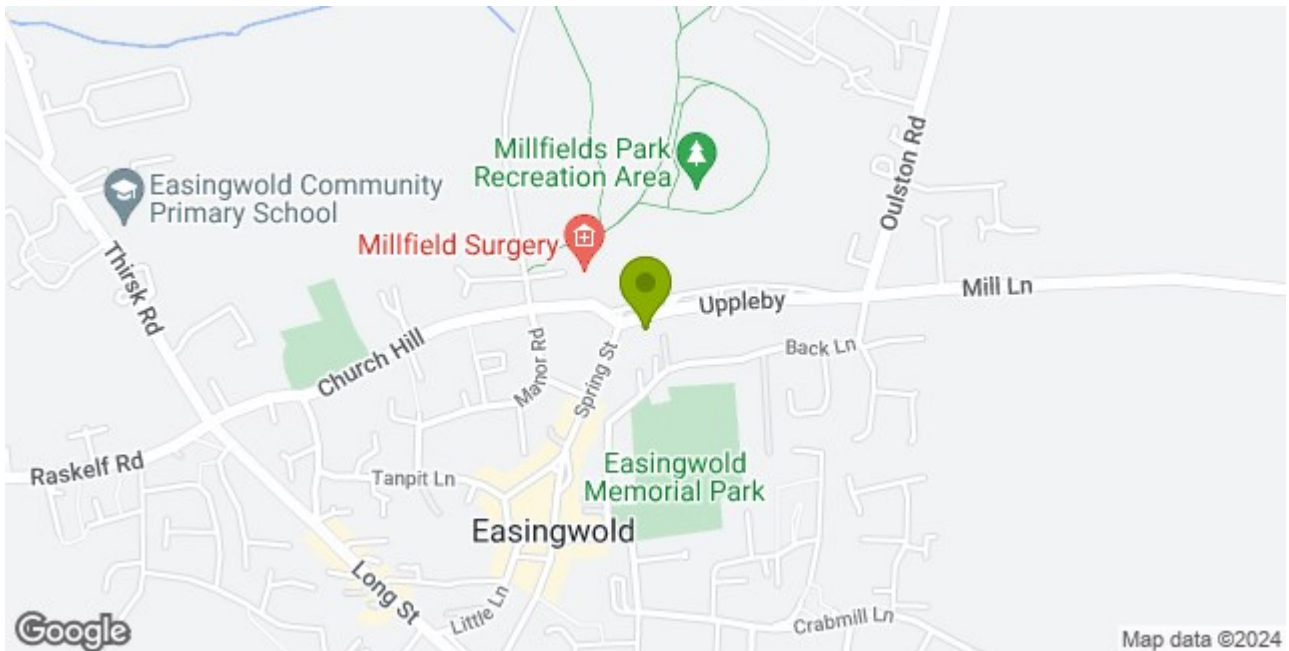 Millfields Park
Recreation Area
Easingwold Community
Primary School
Millfield Surgery
Oulston Rd
Thirsk Rd
Uppleby
Mill Ln
Church Hill
Manor Rd
Spring St
Back Ln
Raskelf Rd
Tanpit Ln
Easingwold
Memorial Park
Easingwold
Long St
Little Ln
Crabmill Ln
Google
Map data ©2024